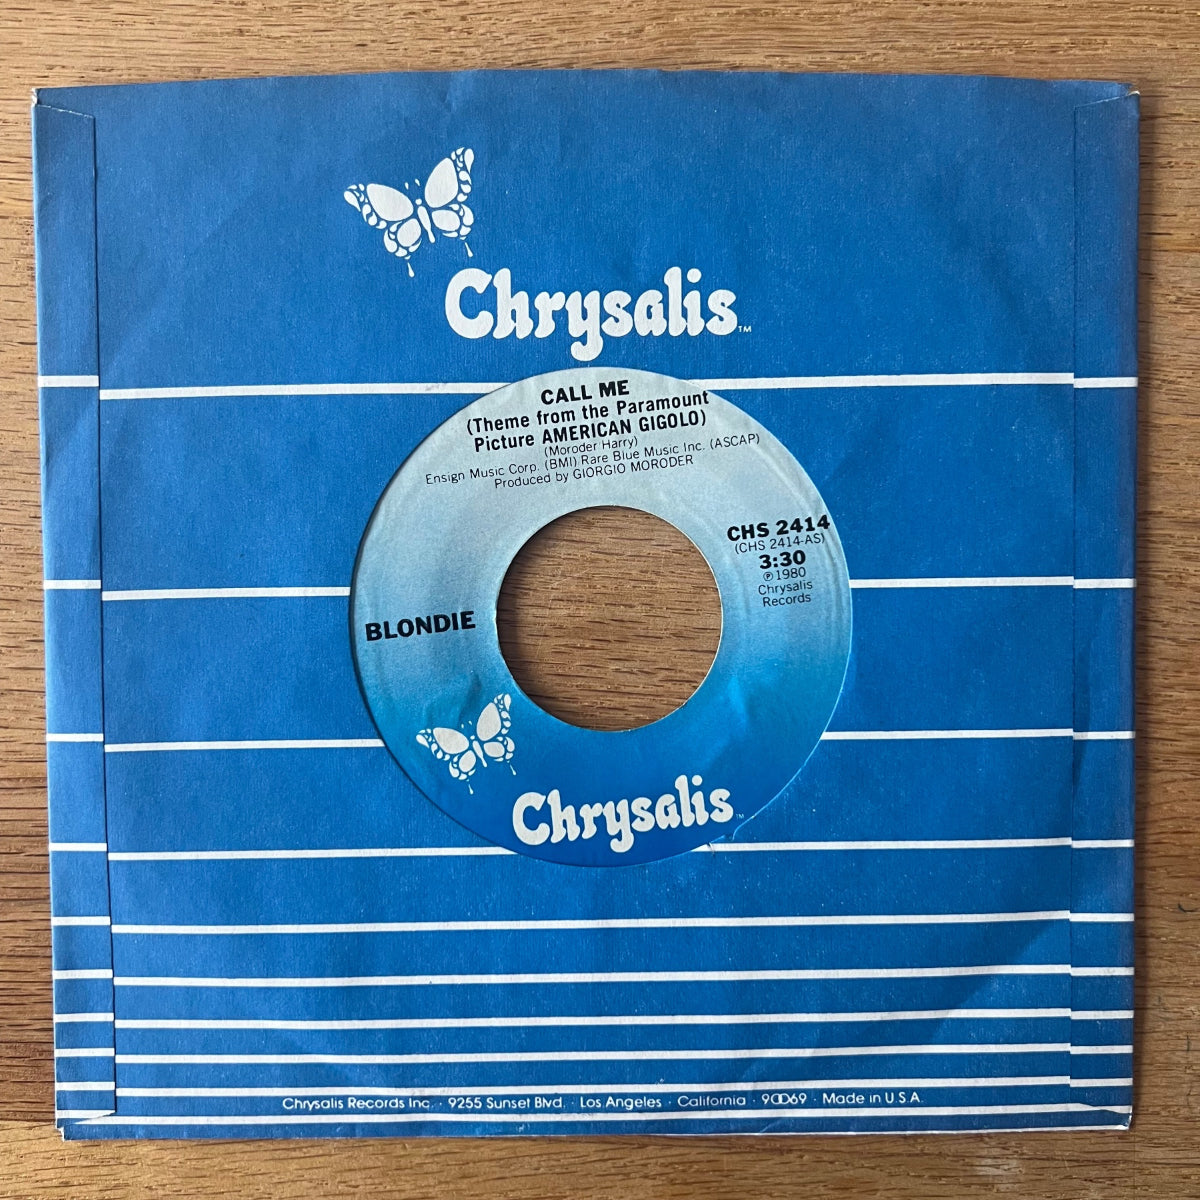 Chrysalis™
CALL ME
(Theme from the Paramount
Picture AMERICAN GIGOLO)
(Moroder Harry)
Ensign Music Corp. (BMI) Rare Blue Music Inc. (ASCAP)
Produced by GIORGIO MORODER
CHS 2414
(CHS 2414-AS)
3:30
℗ 1980
Chrysalis
Records
BLONDIE
Chrysalis™
Chrysalis Records Inc. · 9255 Sunset Blvd. · Los Angeles · California · 90069 · Made in U.S.A.